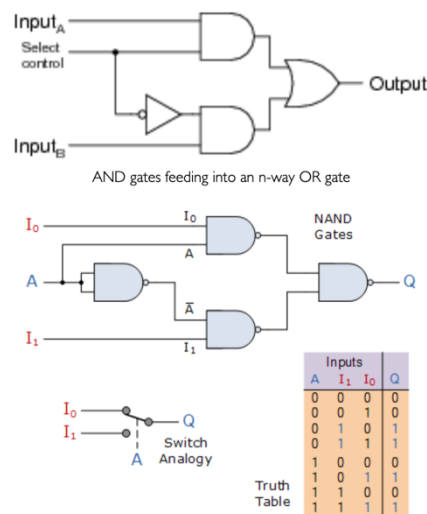 Input_A
Select
control
Output
Input_B
AND gates feeding into an n-way OR gate
I₀
I₀
A
NAND
Gates
A
A̅
Q
I₁
I₁
I₀
I₁
Q
A
Switch
Analogy
Truth
Table
Inputs
A I₁ I₀ Q
0 0 0 0
0 0 1 0
0 1 0 1
0 1 1 1
1 0 0 0
1 0 1 1
1 1 0 0
1 1 1 1